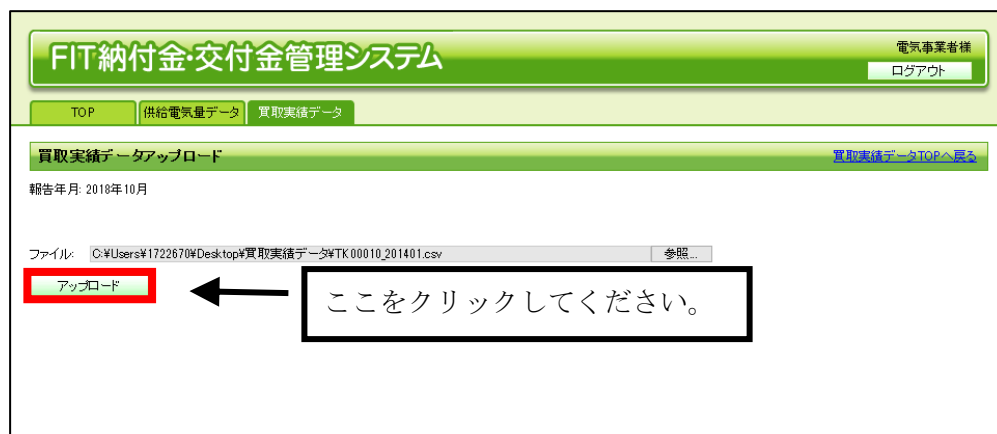 FIT納付金・交付金管理システム
電気事業者様
ログアウト
TOP
供給電気量データ
買取実績データ
買取実績データアップロード
買取実績データTOPへ戻る
報告年月: 2018年10月
ファイル: C:¥Users¥1722670¥Desktop¥買取実績データ¥TK00010_201401.csv
参照...
アップロード
ここをクリックしてください。